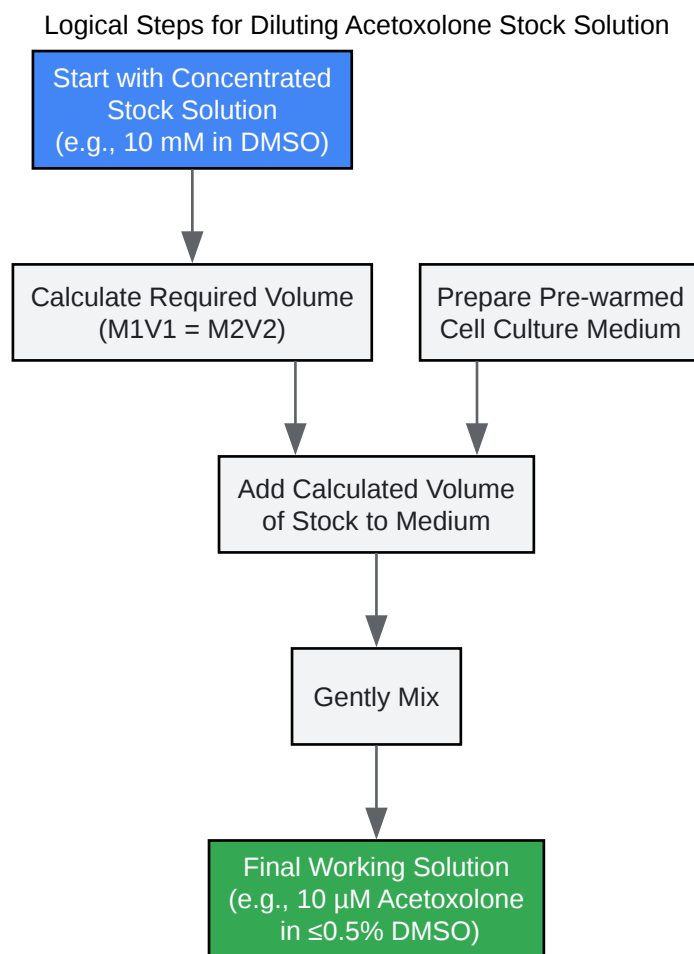 Logical Steps for Diluting Acetoxolone Stock Solution
Start with Concentrated
Stock Solution
(e.g., 10 mM in DMSO)
Calculate Required Volume
(M1V1 = M2V2)
Prepare Pre-warmed
Cell Culture Medium
Add Calculated Volume
of Stock to Medium
Gently Mix
Final Working Solution
(e.g., 10 µM Acetoxolone
in ≤0.5% DMSO)